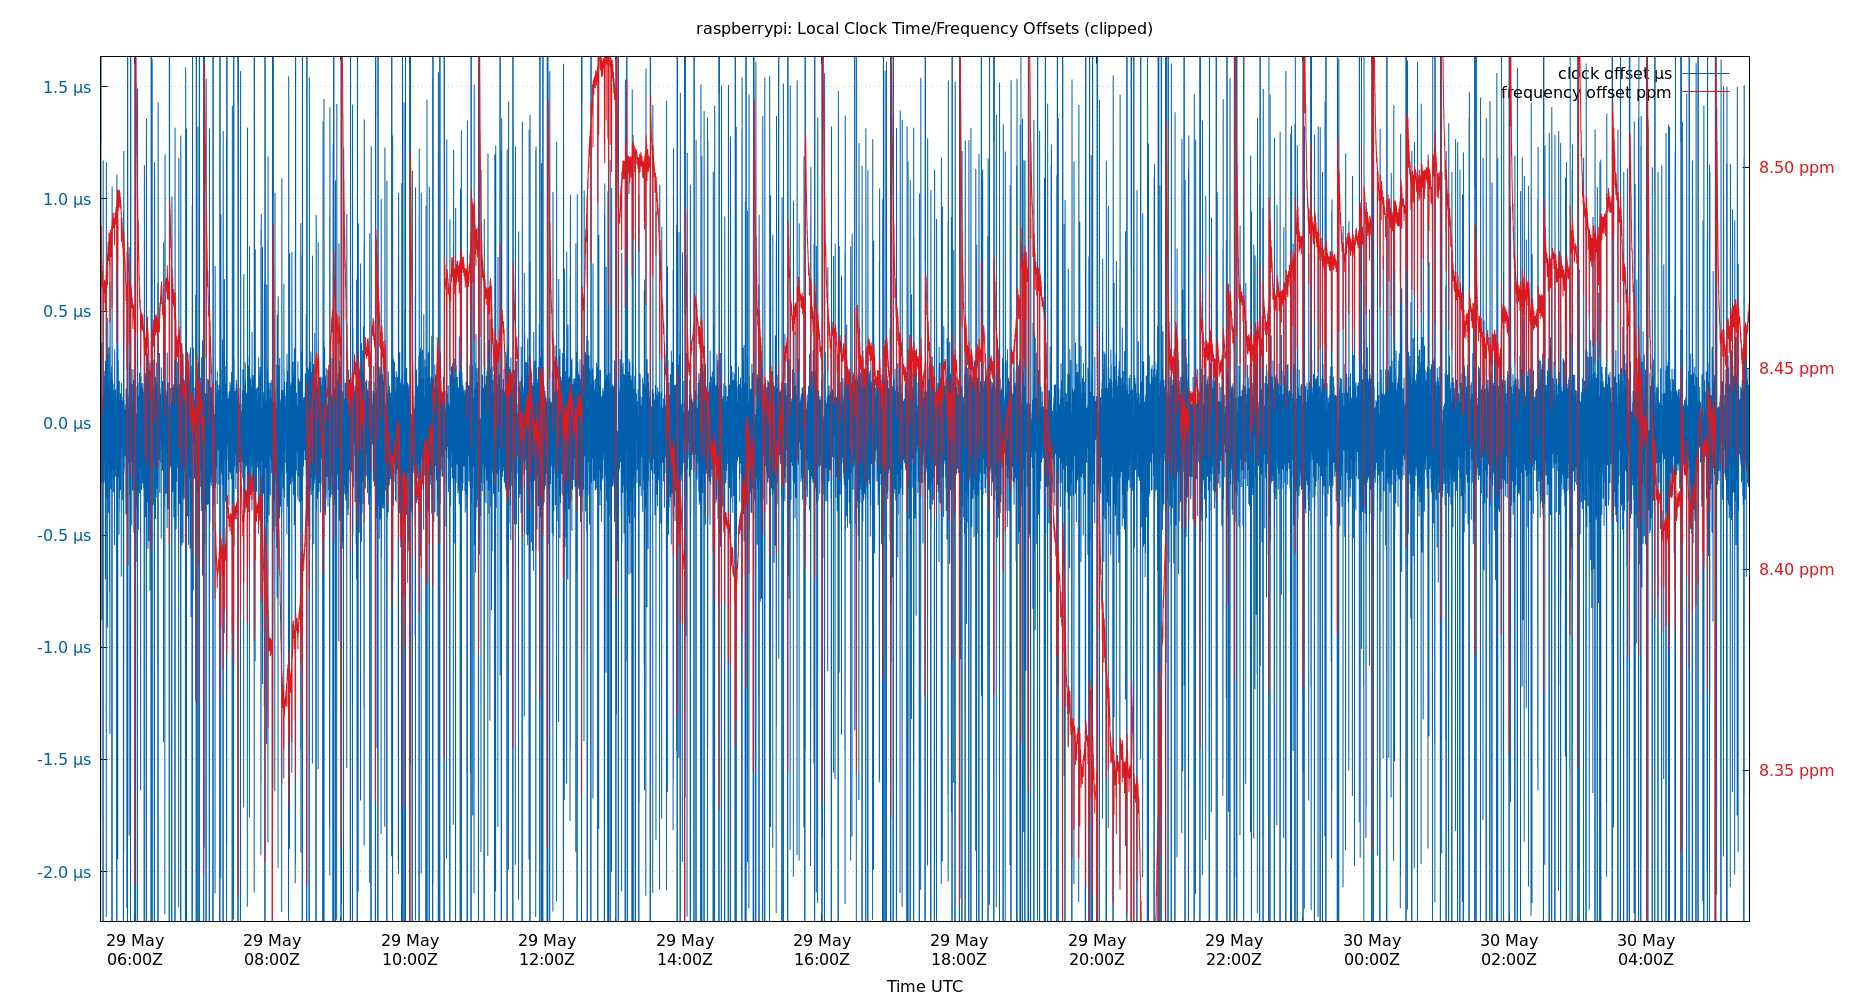 raspberrypi: Local Clock Time/Frequency Offsets (clipped)
clock offset µs
frequency offset ppm
1.5 µs
1.0 µs
0.5 µs
0.0 µs
-0.5 µs
-1.0 µs
-1.5 µs
-2.0 µs
8.50 ppm
8.45 ppm
8.40 ppm
8.35 ppm
29 May 29 May 29 May 29 May 29 May 29 May 29 May 29 May 29 May 30 May 30 May 30 May
06:00Z 08:00Z 10:00Z 12:00Z 14:00Z 16:00Z 18:00Z 20:00Z 22:00Z 00:00Z 02:00Z 04:00Z
Time UTC